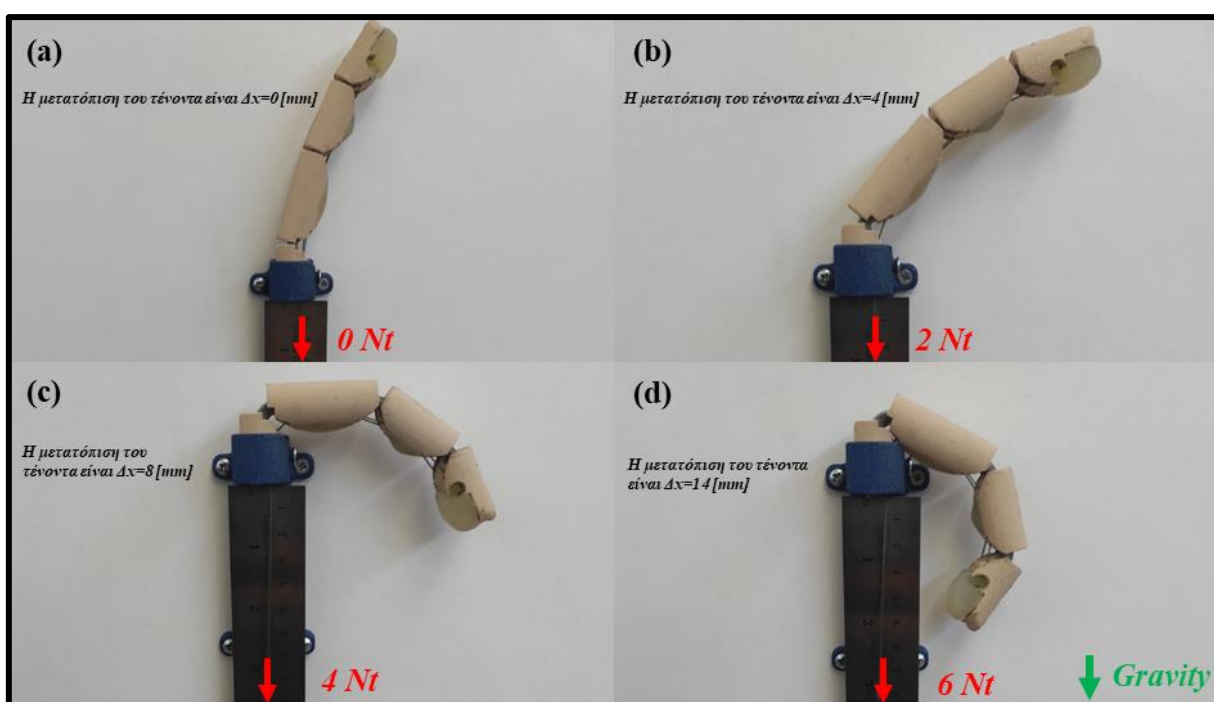 (a)
Η μετατόπιση του τένοντα είναι Δx=0 [mm]
0 Nt
(b)
Η μετατόπιση του τένοντα είναι Δx=4 [mm]
2 Nt
(c)
Η μετατόπιση του
τένοντα είναι Δx=8 [mm]
4 Nt
(d)
Η μετατόπιση του τένοντα
είναι Δx=14 [mm]
6 Nt
Gravity